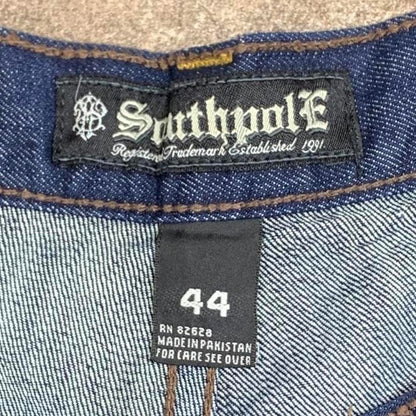 SouthpolE
Registered Trademark Established 1991.
44
RN 82628
MADE IN PAKISTAN
FOR CARE SEE OVER